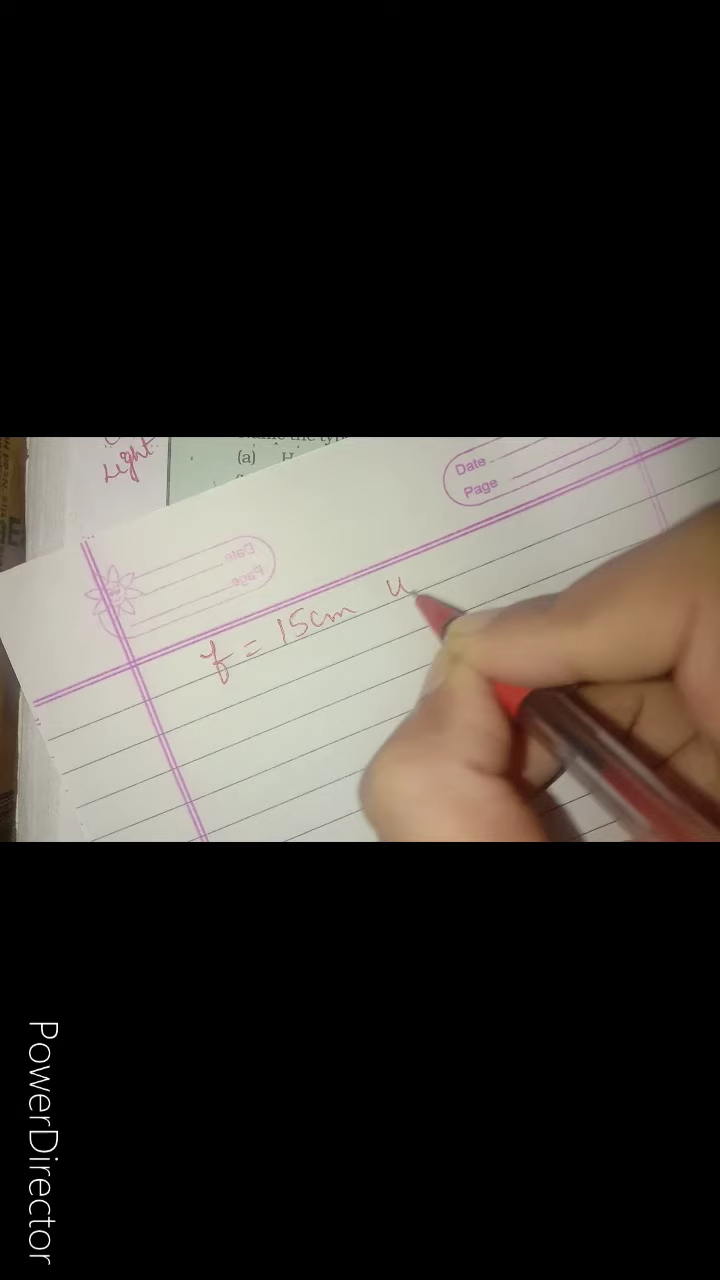 Light
(a) H
Date
Page
Date
Page
f = 15cm u
PowerDirector